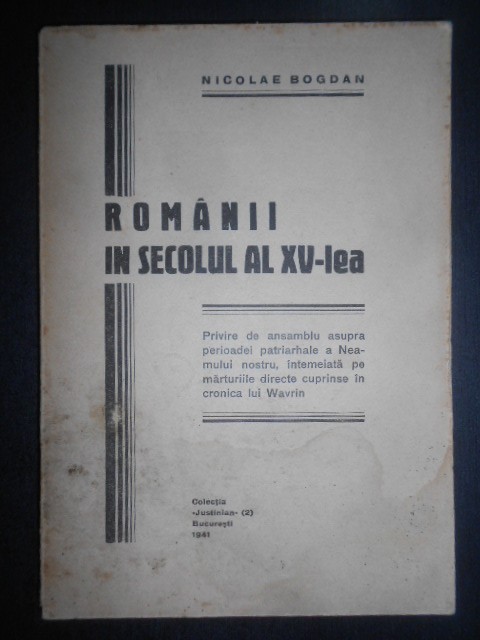 NICOLAE BOGDAN
ROMÂNII
IN SECOLUL AL XV-lea
Privire de ansamblu asupra
perioadei patriarhale a Nea-
mului nostru, întemeiată pe
mărturiile directe cuprinse în
cronica lui Wavrin
Colecția
-Justinian- (2)
București
1941